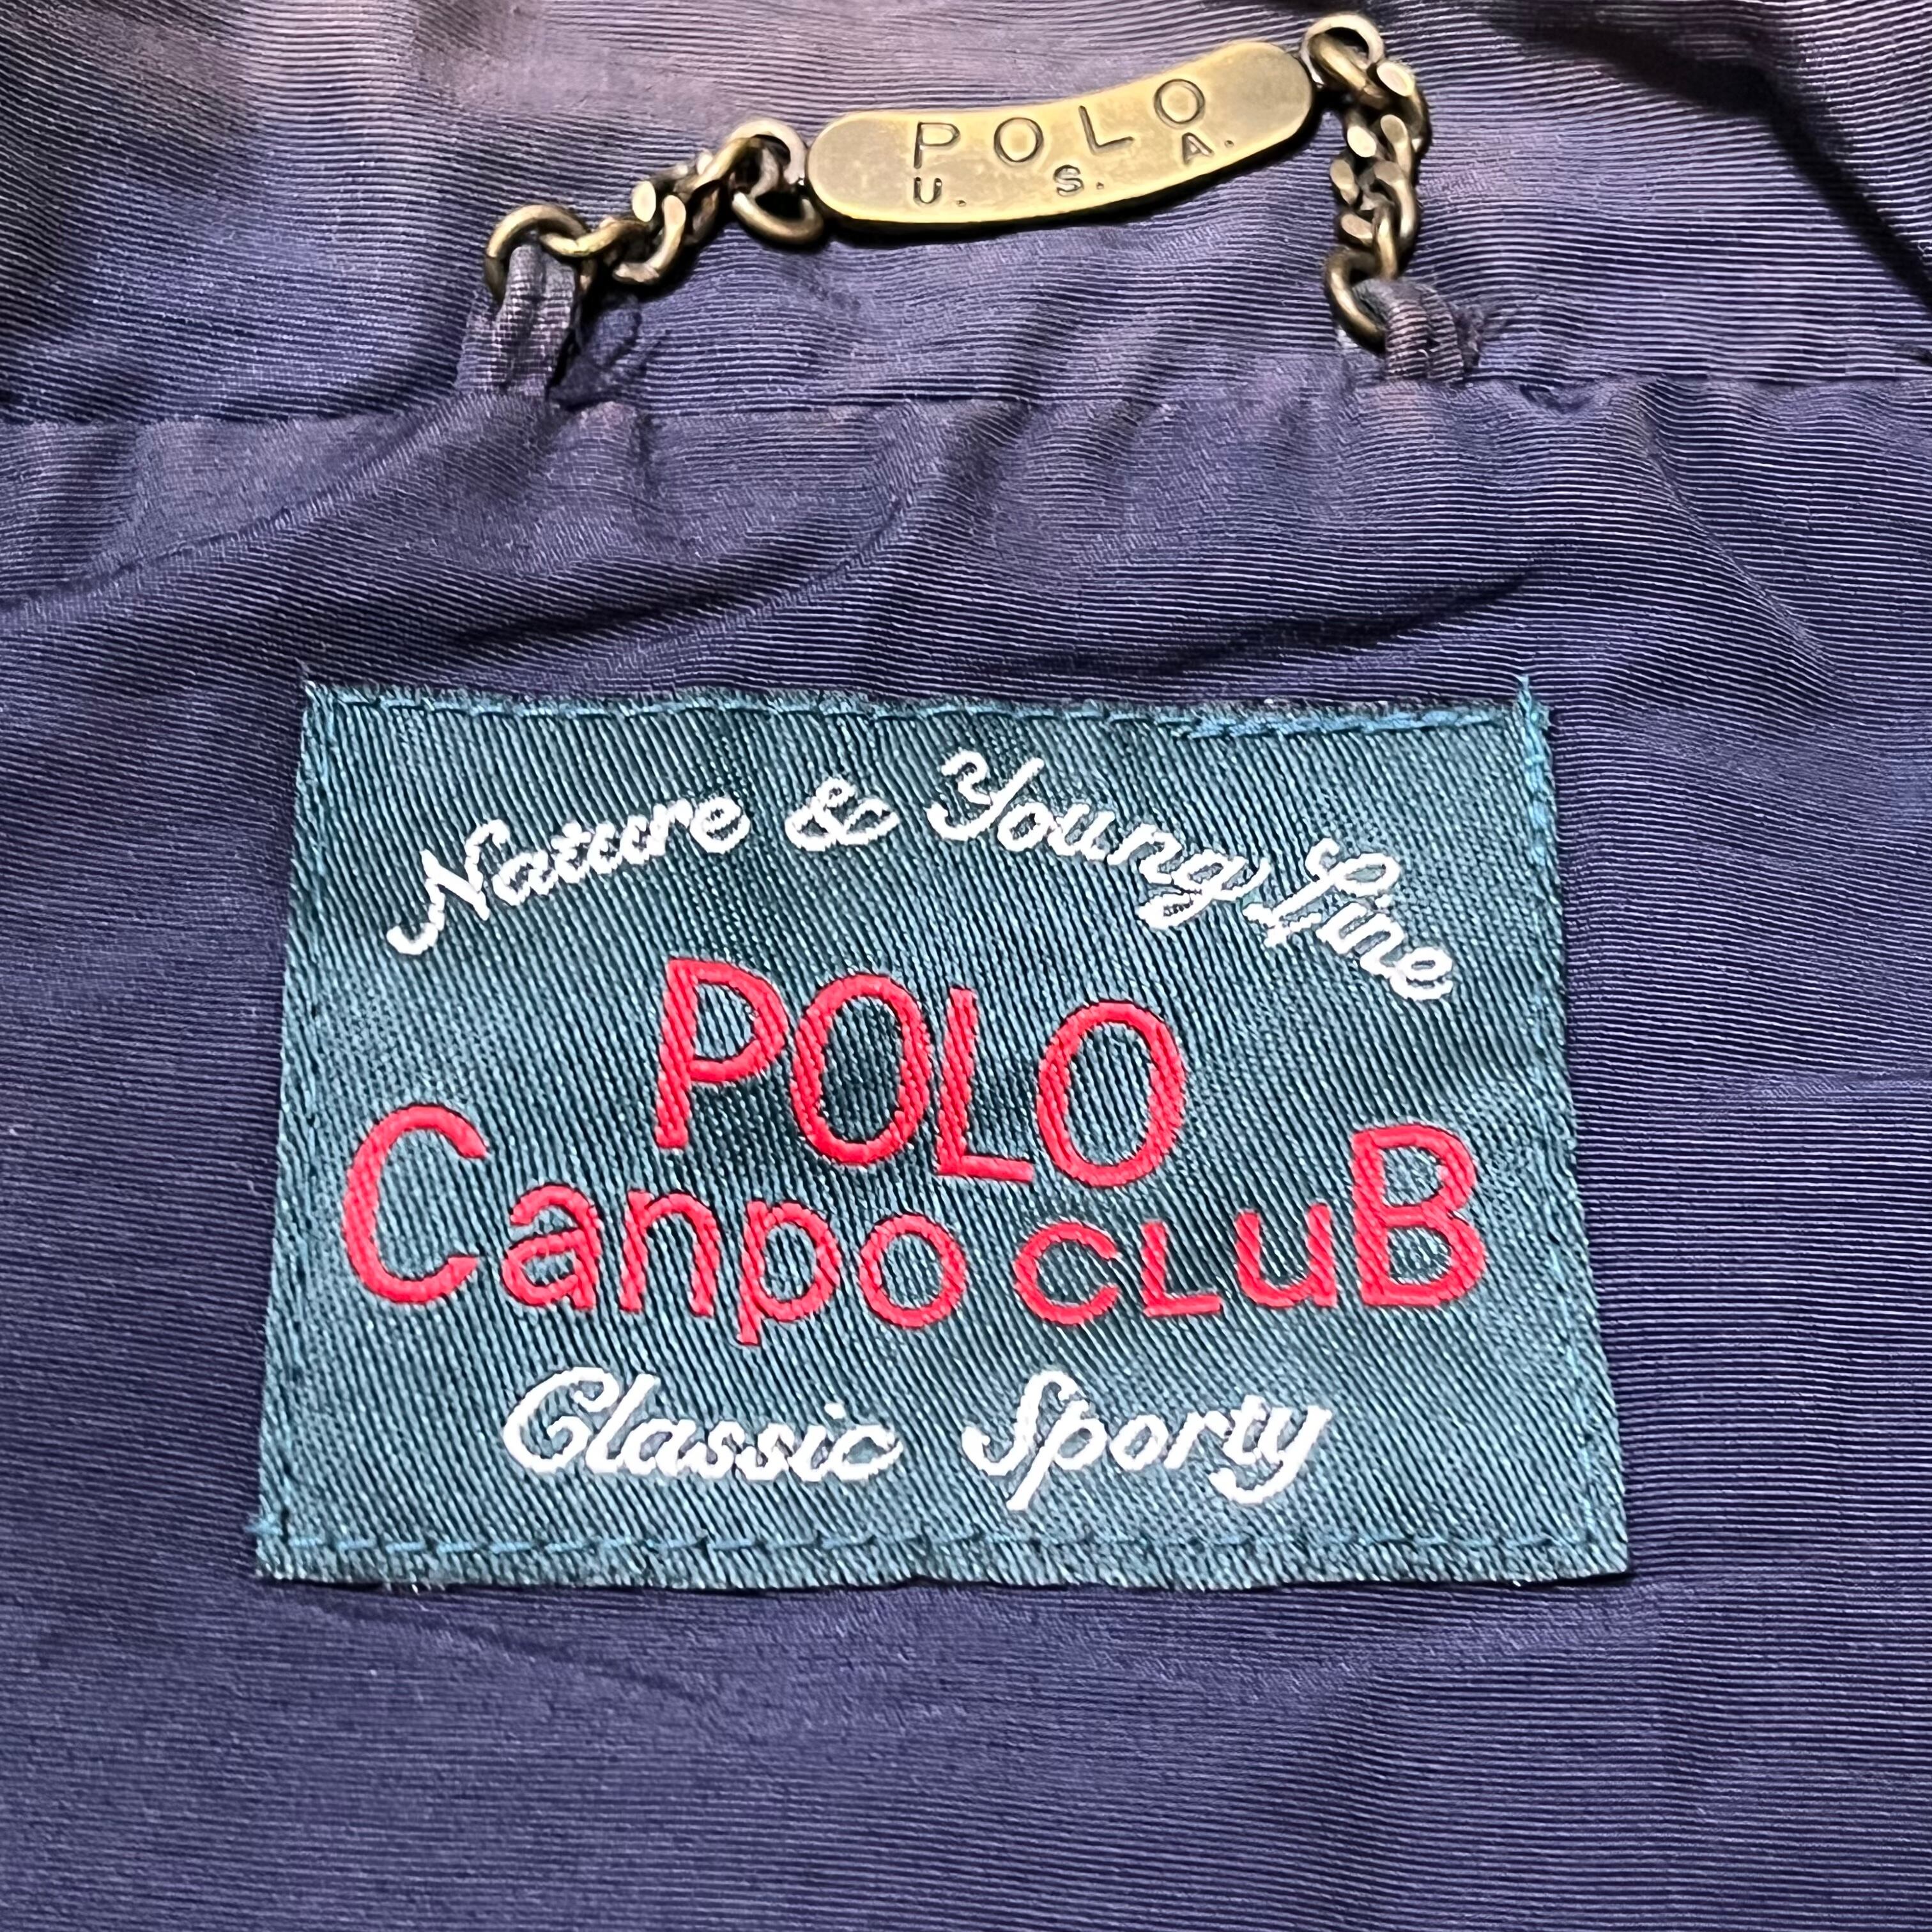 POLO
U. S. A.
Nature & Young Line
POLO
Canpo CLuB
Classic Sporty